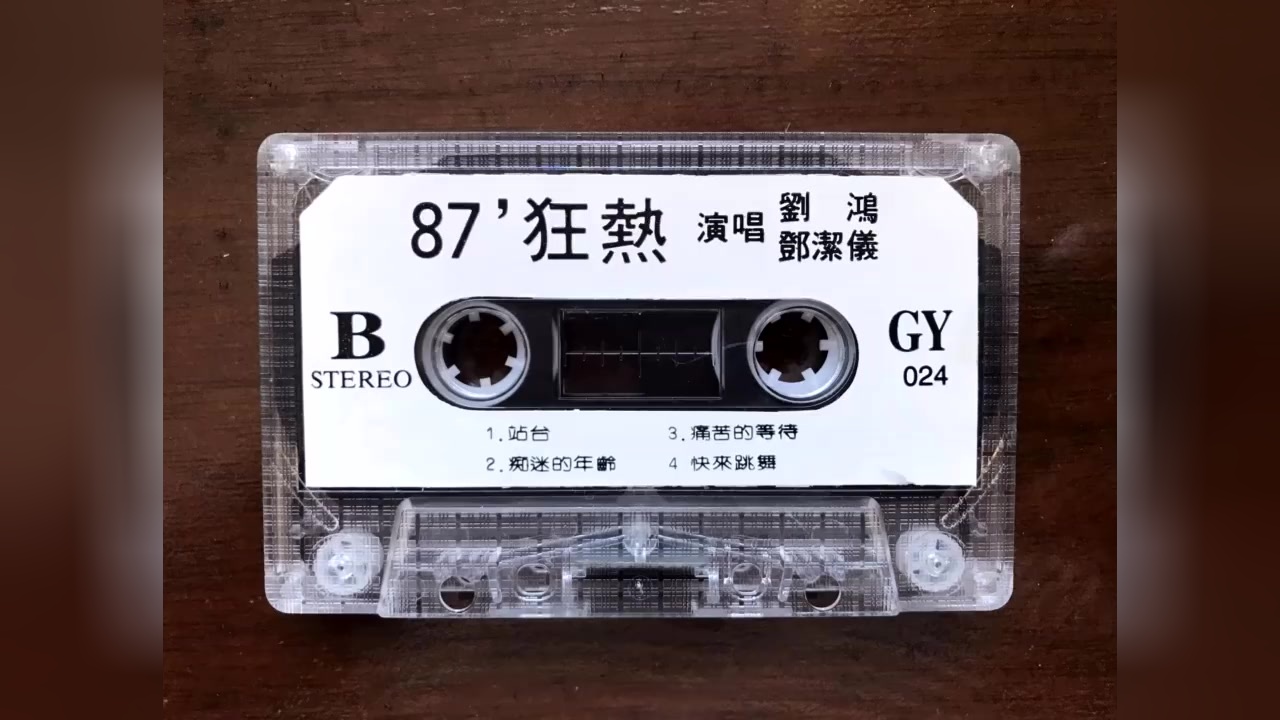 87'狂熱 演唱 劉 鴻
鄧潔儀
B
STEREO
GY
024
1.站台
2.痴迷的年齡
3.痛苦的等待
4 快來跳舞